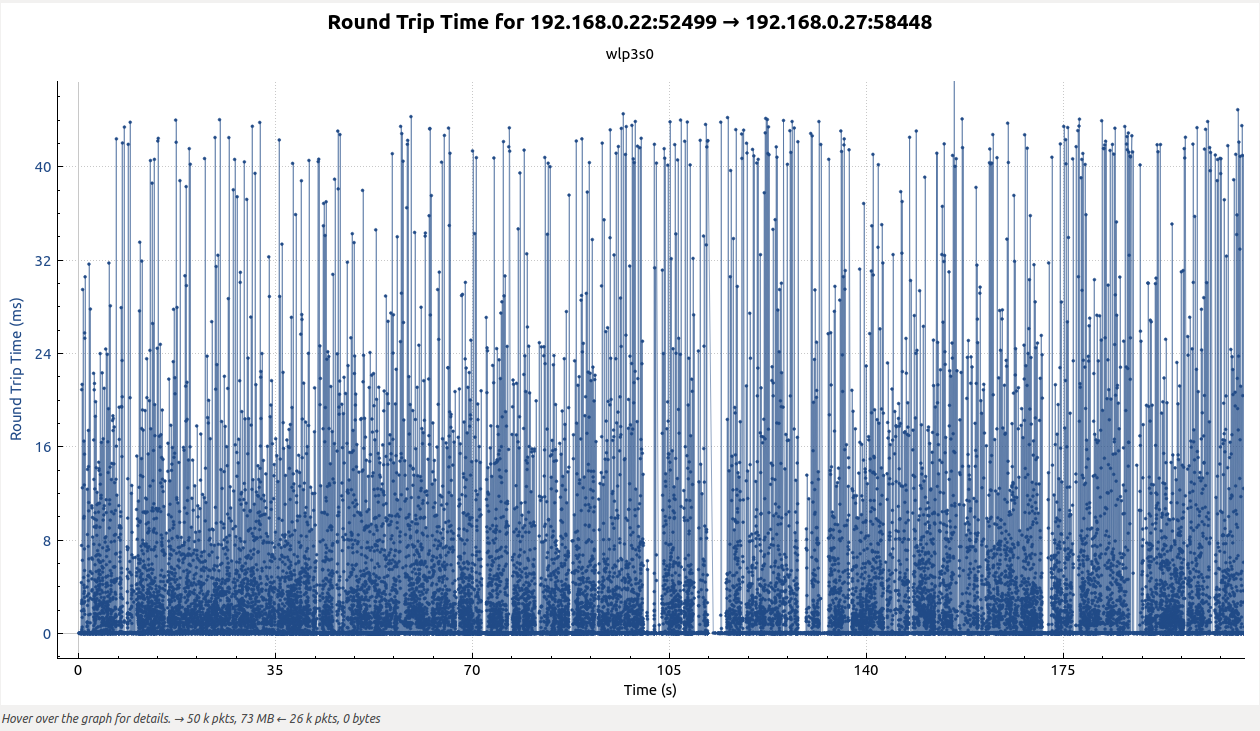 Round Trip Time for 192.168.0.22:52499 → 192.168.0.27:58448
wlp3s0
Round Trip Time (ms)
40
32
24
16
8
0
0 35 70 105 140 175
Time (s)
Hover over the graph for details. → 50 k pkts, 73 MB ← 26 k pkts, 0 bytes